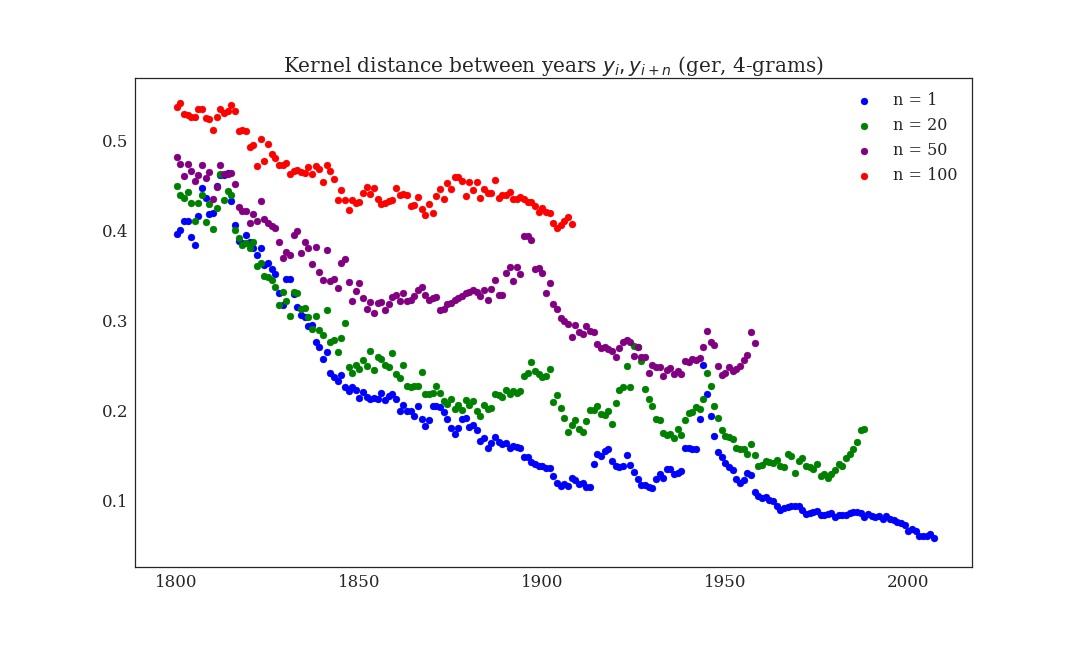 Kernel distance between years $y_i, y_{i+n}$ (ger, 4-grams)
n = 1
n = 20
n = 50
n = 100
0.5
0.4
0.3
0.2
0.1
1800 1850 1900 1950 2000